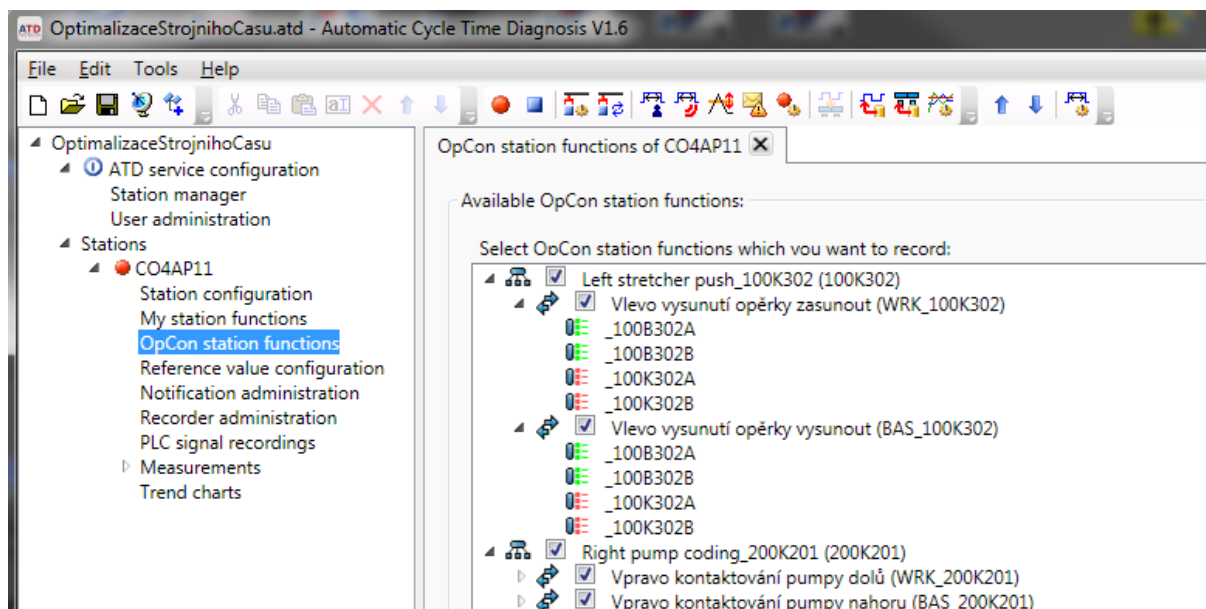 ATD OptimalizaceStrojnihoCasu.atd - Automatic Cycle Time Diagnosis V1.6
File Edit Tools Help
OptimalizaceStrojnihoCasu
ATD service configuration
Station manager
User administration
Stations
CO4AP11
Station configuration
My station functions
OpCon station functions
Reference value configuration
Notification administration
Recorder administration
PLC signal recordings
Measurements
Trend charts
OpCon station functions of CO4AP11
Available OpCon station functions:
Select OpCon station functions which you want to record:
Left stretcher push_100K302 (100K302)
Vlevo vysunutí opěrky zasunout (WRK_100K302)
_100B302A
_100B302B
_100K302A
_100K302B
Vlevo vysunutí opěrky vysunout (BAS_100K302)
_100B302A
_100B302B
_100K302A
_100K302B
Right pump coding_200K201 (200K201)
Vpravo kontaktování pumpy dolů (WRK_200K201)
Vpravo kontaktování pumpy nahoru (BAS_200K201)